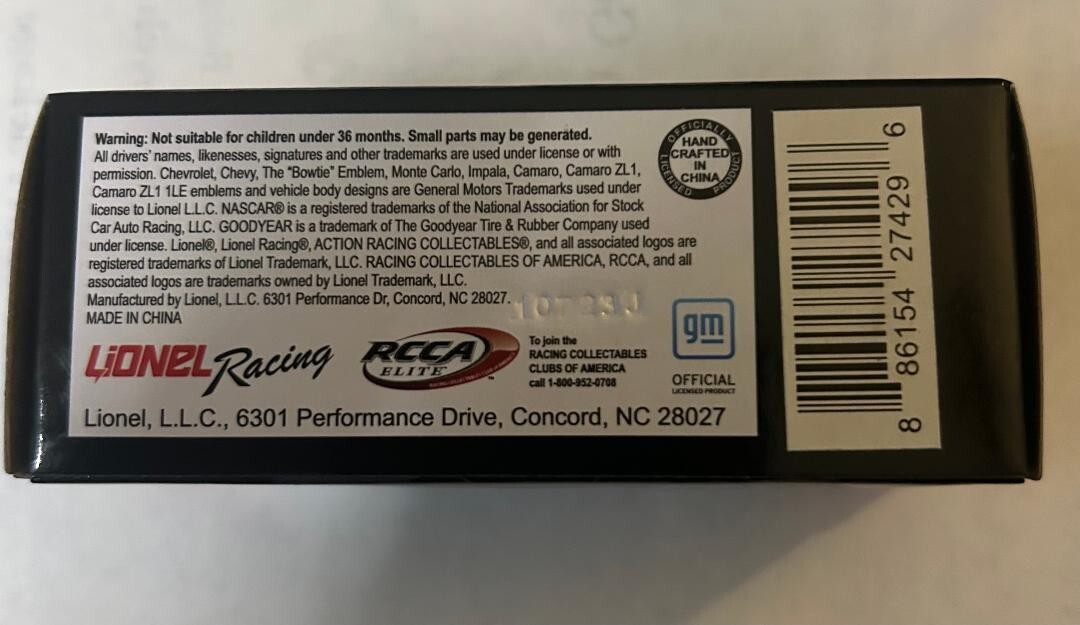 Warning: Not suitable for children under 36 months. Small parts may be generated.
All drivers' names, likenesses, signatures and other trademarks are used under license or with
permission. Chevrolet, Chevy, The "Bowtie" Emblem, Monte Carlo, Impala, Camaro, Camaro ZL1,
Camaro ZL1 1LE emblems and vehicle body designs are General Motors Trademarks used under
license to Lionel L.L.C. NASCAR® is a registered trademarks of the National Association for Stock
Car Auto Racing, LLC. GOODYEAR is a trademark of The Goodyear Tire & Rubber Company used
under license. Lionel®, Lionel Racing®, ACTION RACING COLLECTABLES®, and all associated logos are
registered trademarks of Lionel Trademark, LLC. RACING COLLECTABLES OF AMERICA, RCCA, and all
associated logos are trademarks owned by Lionel Trademark, LLC.
Manufactured by Lionel, L.L.C. 6301 Performance Dr, Concord, NC 28027.
MADE IN CHINA
OFFICIALLY
HAND
CRAFTED
IN
CHINA
LICENSED PRODUCT
LIONEL Racing
RCCA
ELITE
™
To join the
RACING COLLECTABLES
CLUBS OF AMERICA
call 1-800-952-0708
gm
OFFICIAL
LICENSED PRODUCT
Lionel, L.L.C., 6301 Performance Drive, Concord, NC 28027
8 86154 27429 6